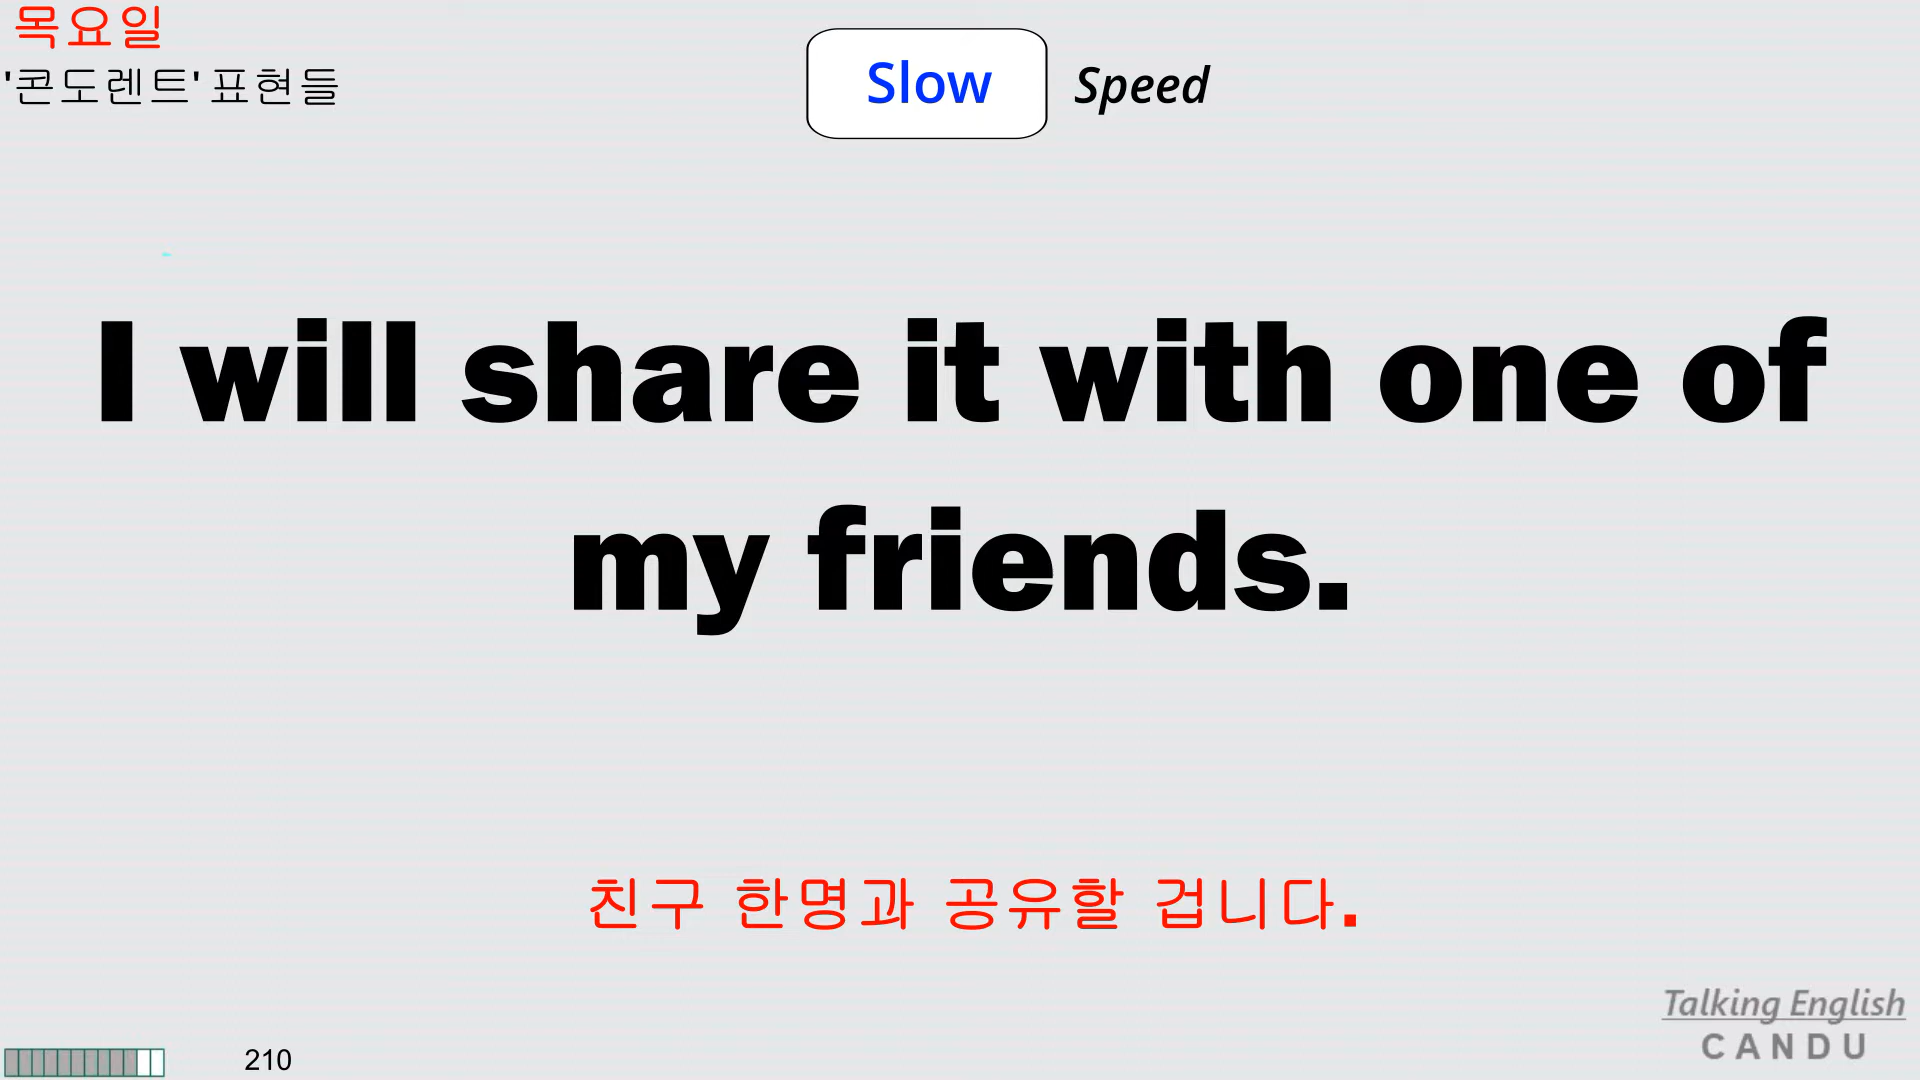 목요일
'콘도렌트' 표현들
Slow Speed
I will share it with one of
my friends.
친구 한명과 공유할 겁니다.
Talking English
CANDU
210